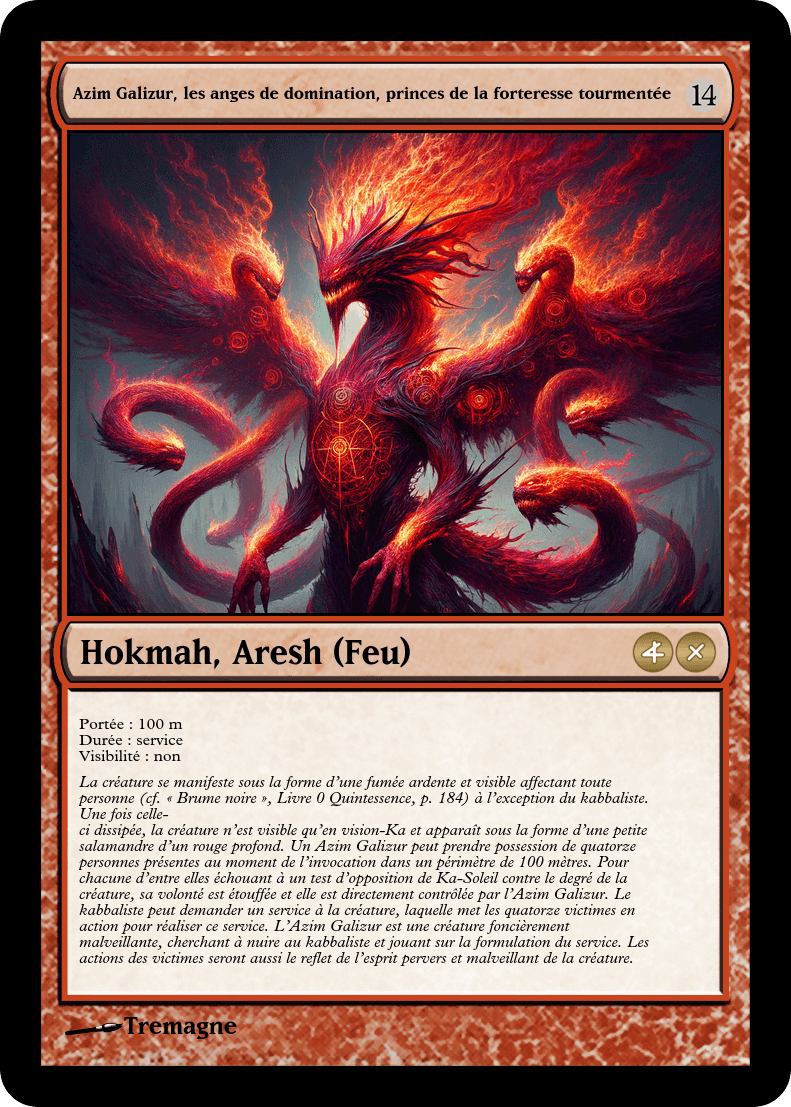 Azim Galizur, les anges de domination, princes de la forteresse tourmentée
14
Hokmah, Aresh (Feu)
Portée : 100 m
Durée : service
Visibilité : non
La créature se manifeste sous la forme d’une fumée ardente et visible affectant toute
personne (cf. « Brume noire », Livre 0 Quintessence, p. 184) à l’exception du kabbaliste.
Une fois celle-
ci dissipée, la créature n’est visible qu’en vision-Ka et apparaît sous la forme d’une petite
salamandre d’un rouge profond. Un Azim Galizur peut prendre possession de quatorze
personnes présentes au moment de l’invocation dans un périmètre de 100 mètres. Pour
chacune d’entre elles échouant à un test d’opposition de Ka-Soleil contre le degré de la
créature, sa volonté est étouffée et elle est directement contrôlée par l’Azim Galizur. Le
kabbaliste peut demander un service à la créature, laquelle met les quatorze victimes en
action pour réaliser ce service. L’Azim Galizur est une créature foncièrement
malveillante, cherchant à nuire au kabbaliste et jouant sur la formulation du service. Les
actions des victimes seront aussi le reflet de l’esprit pervers et malveillant de la créature.
Tremagne